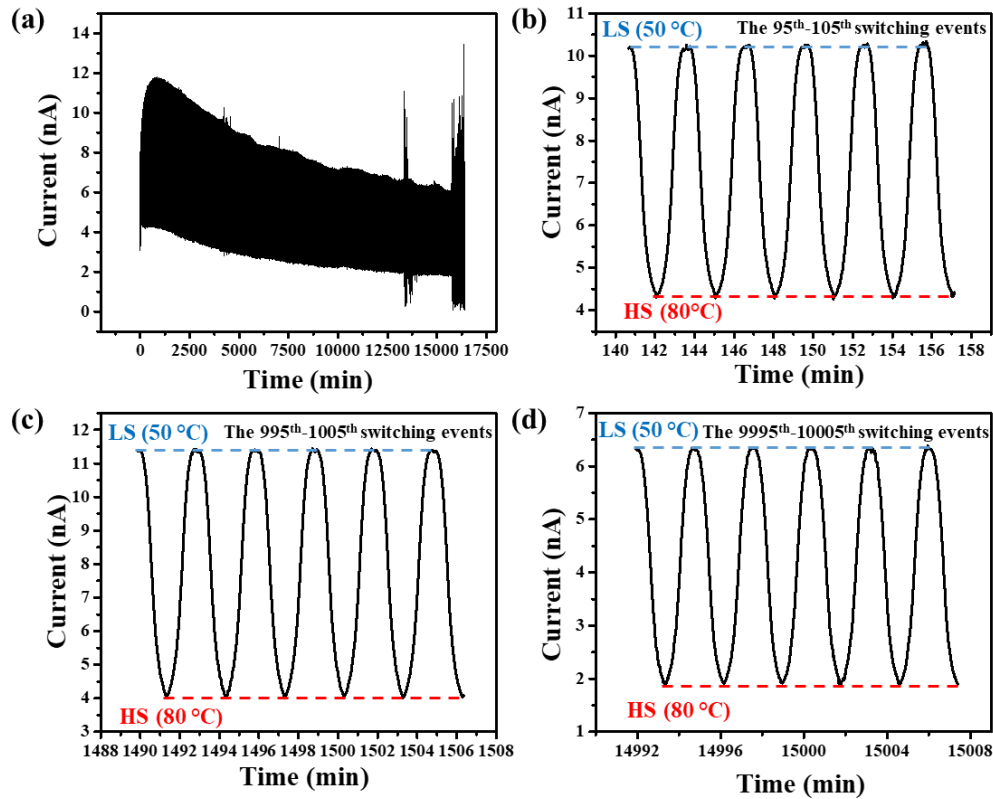 (a)
14
12
10
8
6
4
2
0
Current (nA)
0 2500 5000 7500 10000 12500 15000 17500
Time (min)
(b)
LS (50 °C) The 95th-105th switching events
11
10
9
8
7
6
5
4
Current (nA)
HS (80°C)
140 142 144 146 148 150 152 154 156 158
Time (min)
(c)
LS (50 °C) The 995th-1005th switching events
12
11
10
9
8
7
6
5
4
3
Current (nA)
HS (80 °C)
1488 1490 1492 1494 1496 1498 1500 1502 1504 1506 1508
Time (min)
(d)
LS (50 °C) The 9995th-10005th switching events
7
6
5
4
3
2
1
Current (nA)
HS (80 °C)
14992 14996 15000 15004 15008
Time (min)